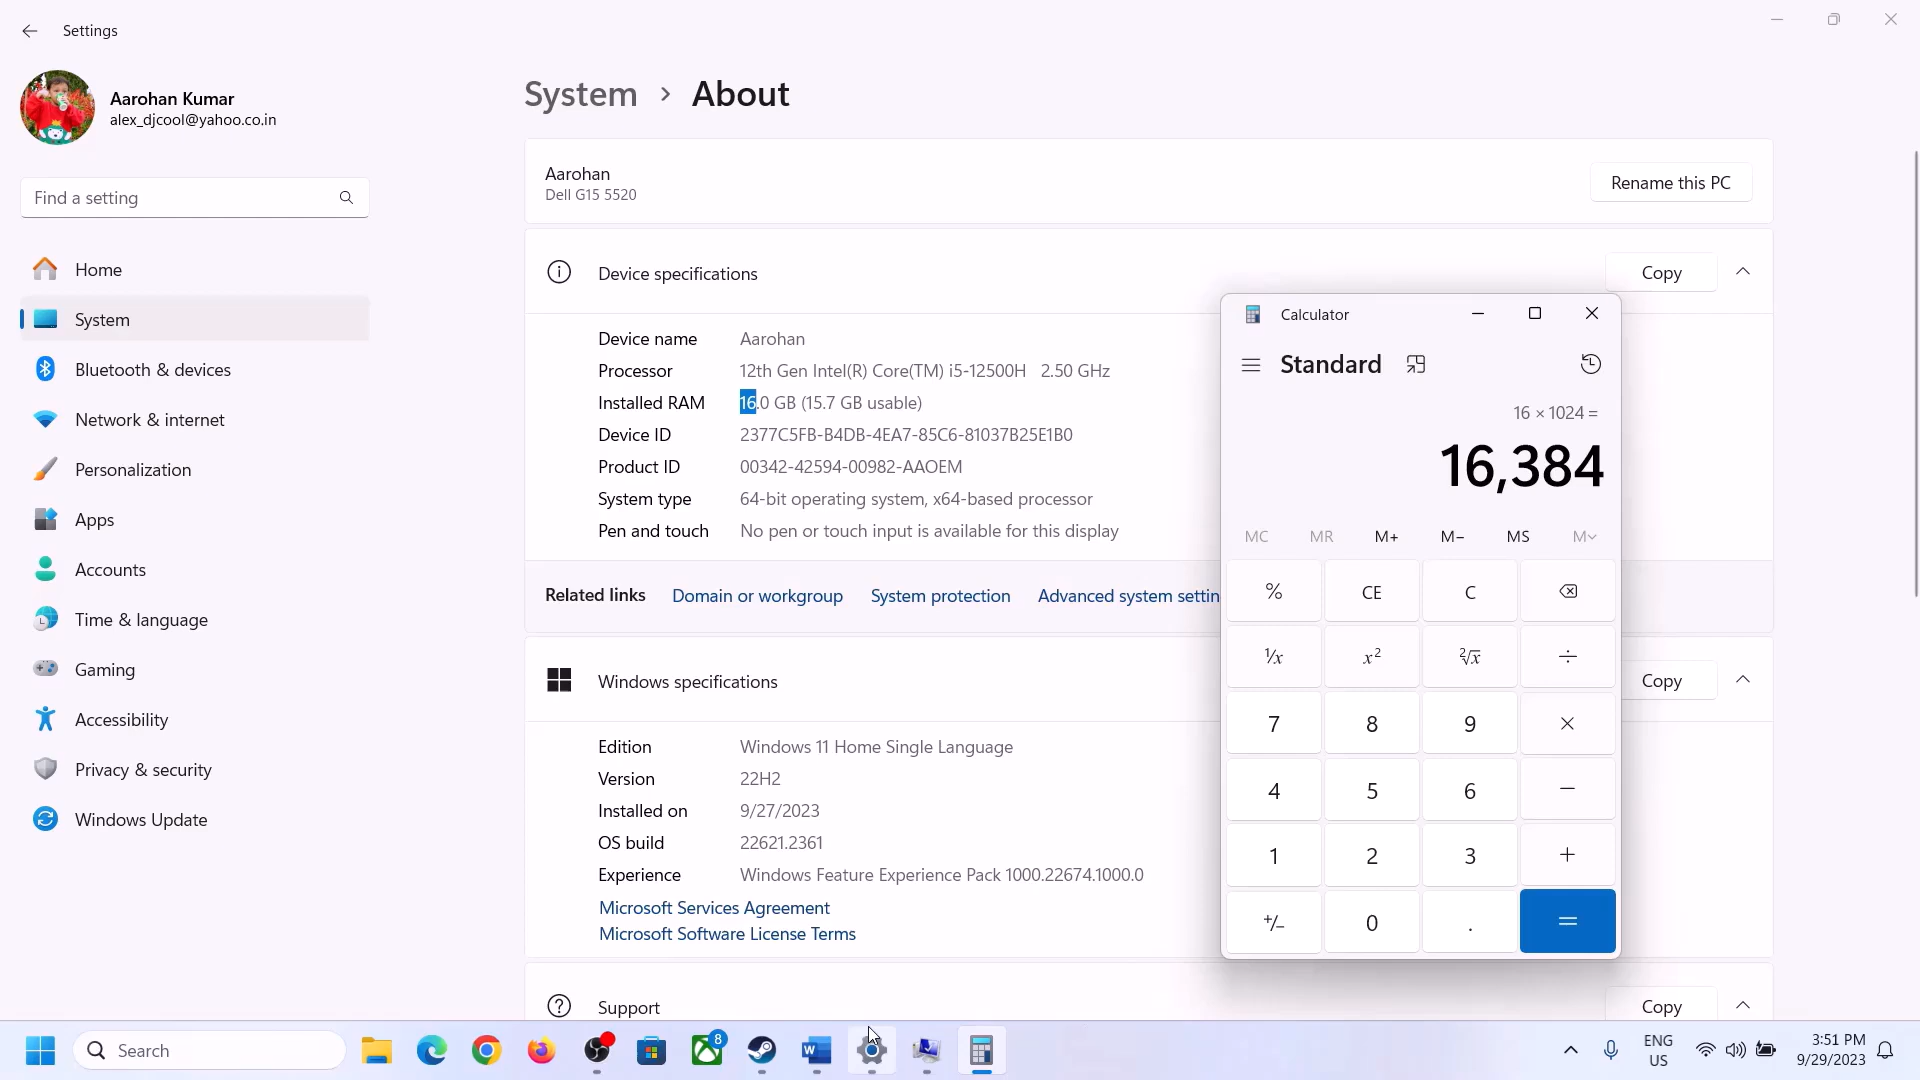 Settings
Aarohan Kumar
alex_djcool@yahoo.co.in
Find a setting
Home
System
Bluetooth & devices
Network & internet
Personalization
Apps
Accounts
Time & language
Gaming
Accessibility
Privacy & security
Windows Update
System > About
Aarohan
Dell G15 5520
Rename this PC
Device specifications
Copy
Device name Aarohan
Processor 12th Gen Intel(R) Core(TM) i5-12500H 2.50 GHz
Installed RAM 16.0 GB (15.7 GB usable)
Device ID 2377C5FB-B4DB-4EA7-85C6-81037B25E1B0
Product ID 00342-42594-00982-AAOEM
System type 64-bit operating system, x64-based processor
Pen and touch No pen or touch input is available for this display
Related links Domain or workgroup System protection Advanced system settin
Windows specifications
Copy
Edition Windows 11 Home Single Language
Version 22H2
Installed on 9/27/2023
OS build 22621.2361
Experience Windows Feature Experience Pack 1000.22674.1000.0
Microsoft Services Agreement
Microsoft Software License Terms
Support
Copy
Calculator
Standard
16 × 1024 =
16,384
MC MR M+ M− MS M
% CE C
⅟x x² ²√x ÷
7 8 9 ×
4 5 6 −
1 2 3 +
+/− 0 . =
Search
8
W
ENG
US
3:51 PM
9/29/2023